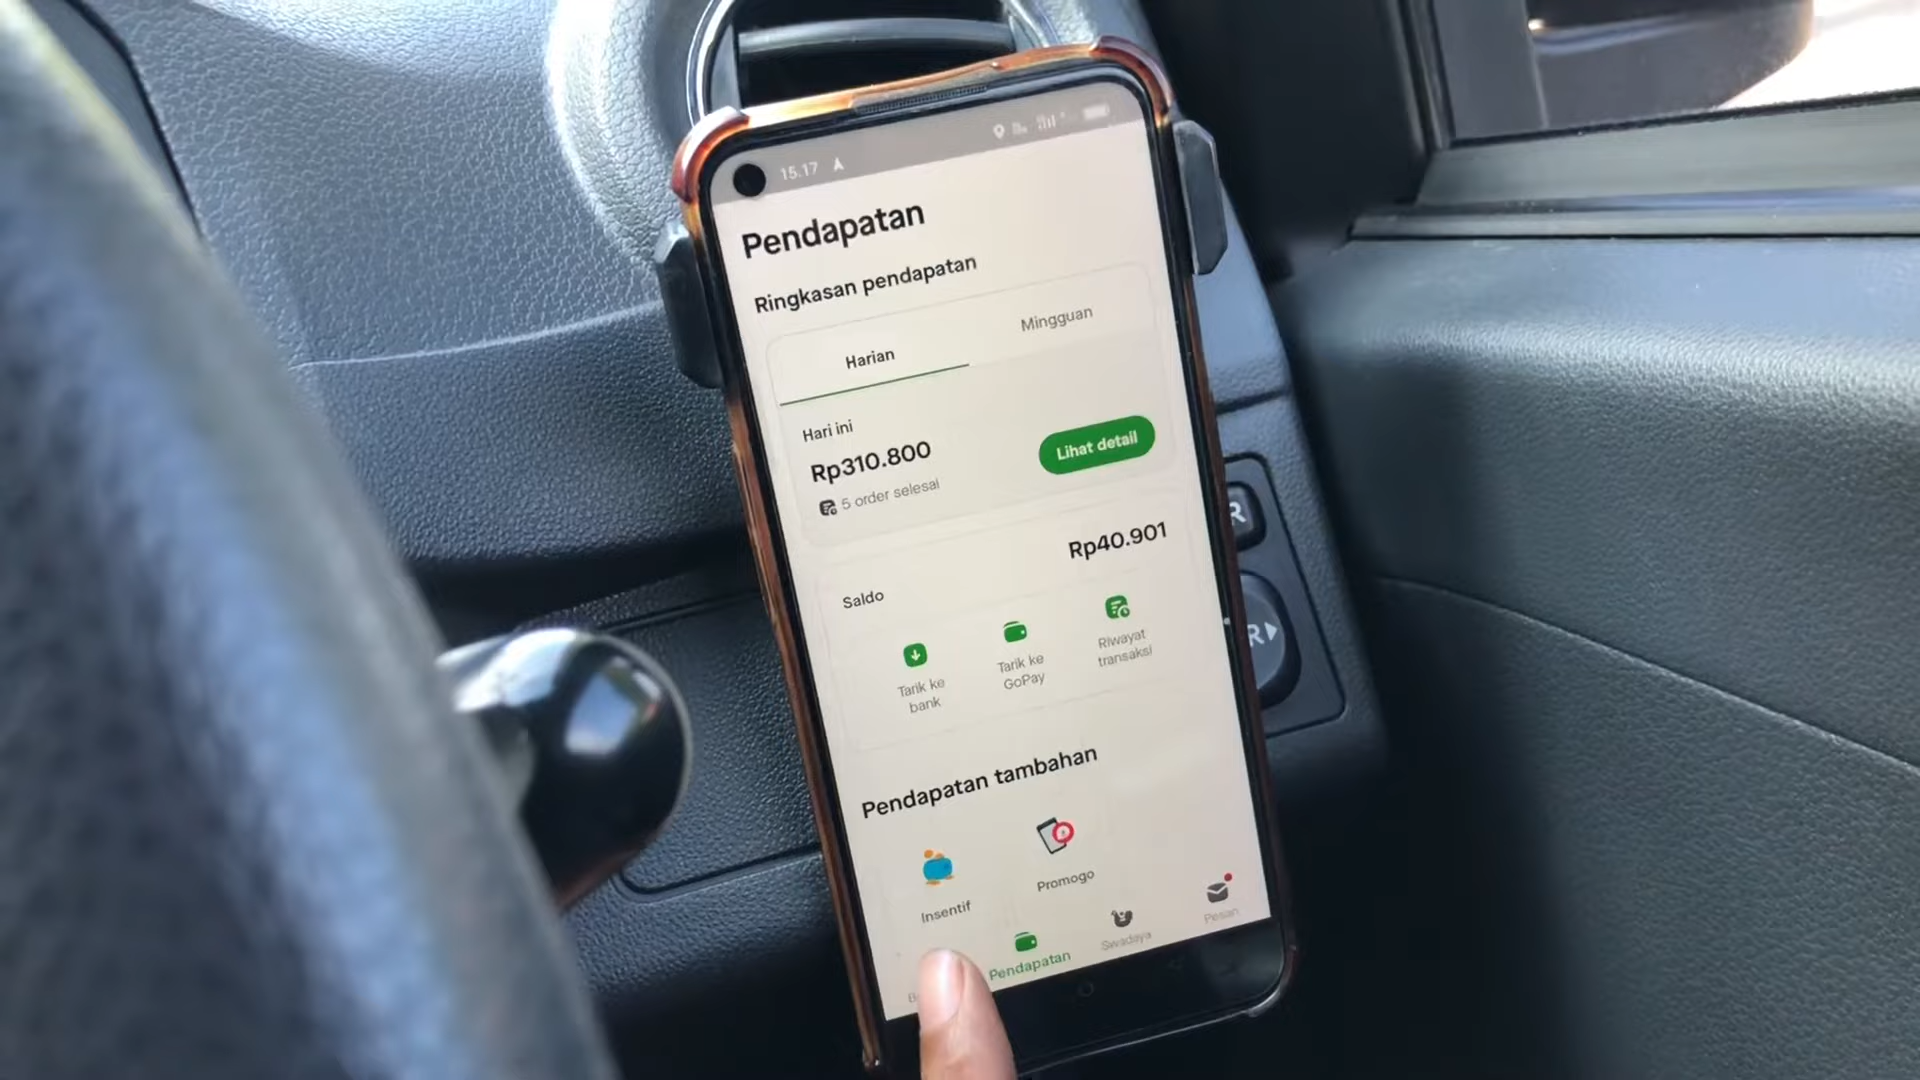 15.17
Pendapatan
Ringkasan pendapatan
Harian
Mingguan
Hari ini
Rp310.800
Lihat detail
5 order selesai
Saldo
Rp40.901
Tarik ke
bank
Tarik ke
GoPay
Riwayat
transaksi
Pendapatan tambahan
Insentif
Promogo
Pendapatan
Swadaya
Pesan
R
R